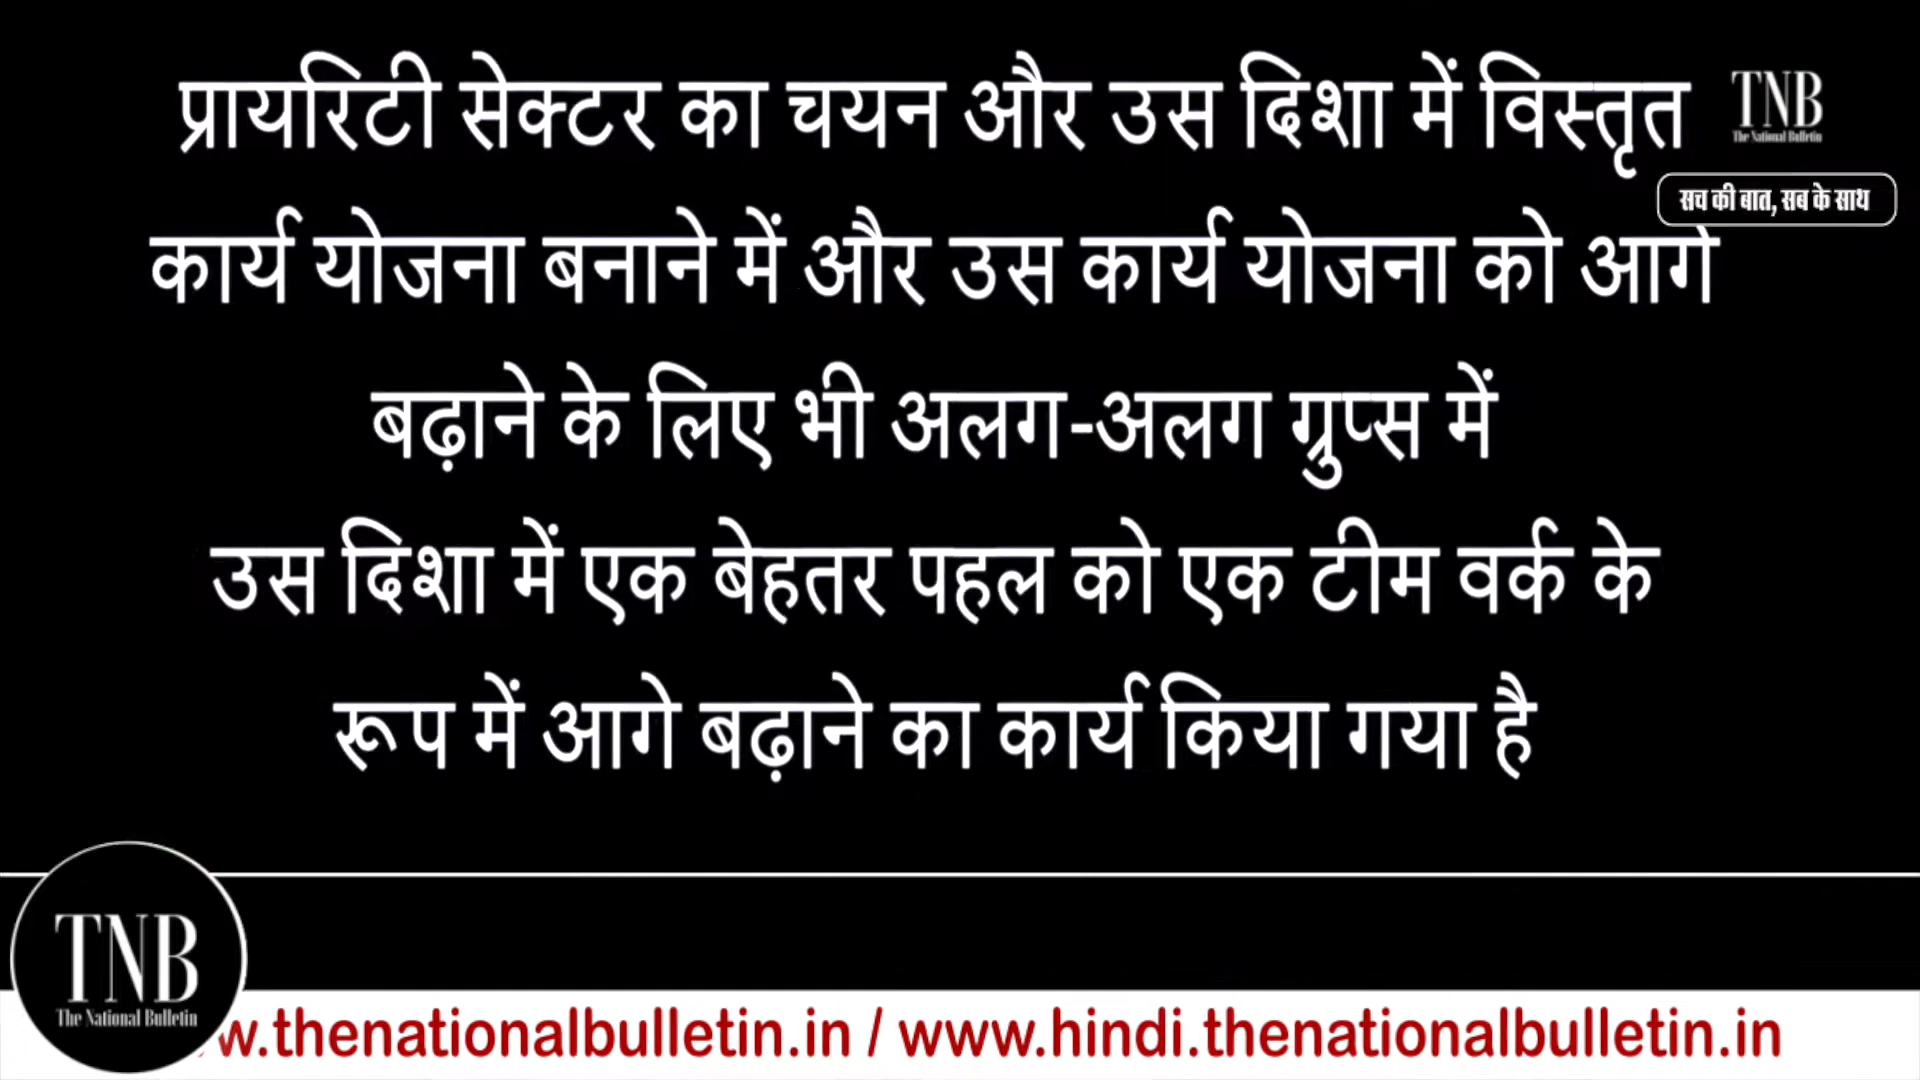 प्रायरिटी सेक्टर का चयन और उस दिशा में विस्तृत
TNB
The National Bulletin
सच की बात, सब के साथ
कार्य योजना बनाने में और उस कार्य योजना को आगे
बढ़ाने के लिए भी अलग-अलग ग्रुप्स में
उस दिशा में एक बेहतर पहल को एक टीम वर्क के
रूप में आगे बढ़ाने का कार्य किया गया है
TNB
The National Bulletin
w.thenationalbulletin.in / www.hindi.thenationalbulletin.in